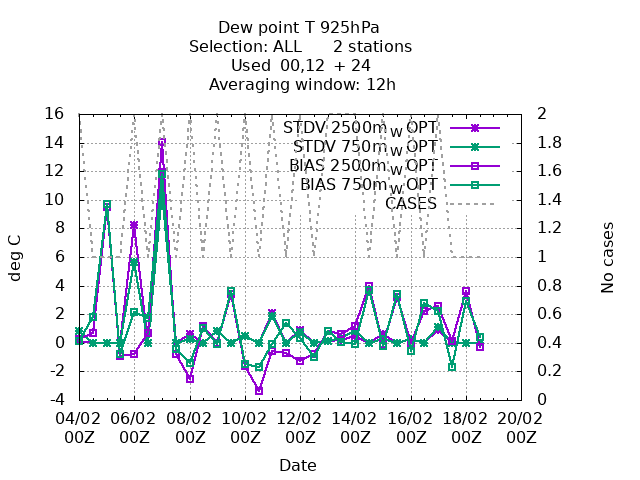 Dew point T 925hPa
Selection: ALL 2 stations
Used 00,12 + 24
Averaging window: 12h
deg C
No cases
16
14
12
10
8
6
4
2
0
-2
-4
2
1.8
1.6
1.4
1.2
1
0.8
0.6
0.4
0.2
0
STDV 2500m_w OPT
STDV 750m_w OPT
BIAS 2500m_w OPT
BIAS 750m_w OPT
CASES
04/02 06/02 08/02 10/02 12/02 14/02 16/02 18/02 20/02
00Z 00Z 00Z 00Z 00Z 00Z 00Z 00Z 00Z
Date